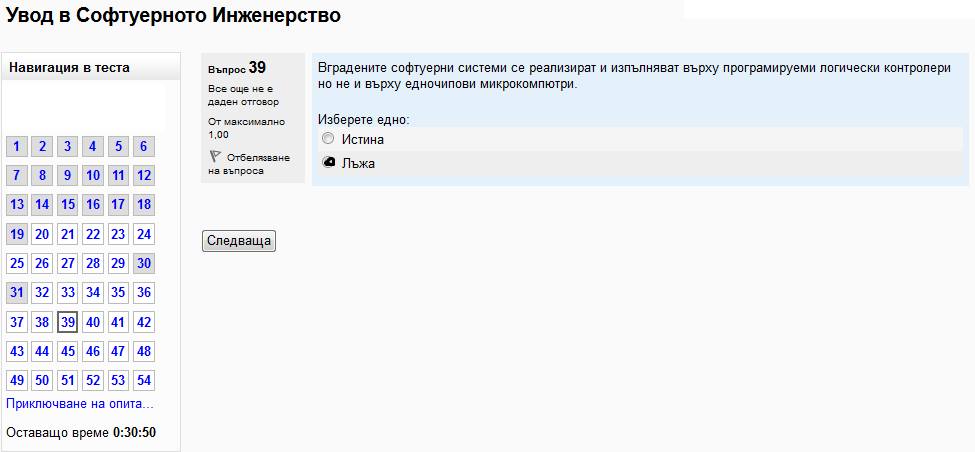 Увод в Софтуерното Инженерство
Навигация в теста
1 2 3 4 5 6
7 8 9 10 11 12
13 14 15 16 17 18
19 20 21 22 23 24
25 26 27 28 29 30
31 32 33 34 35 36
37 38 39 40 41 42
43 44 45 46 47 48
49 50 51 52 53 54
Приключване на опита...
Оставащо време 0:30:50
Въпрос 39
Все още не е
даден отговор
От максимално
1,00
Отбелязване
на въпроса
Вградените софтуерни системи се реализират и изпълняват върху програмируеми логически контролери
но не и върху едночипови микрокомпютри.
Изберете едно:
Истина
Лъжа
Следваща